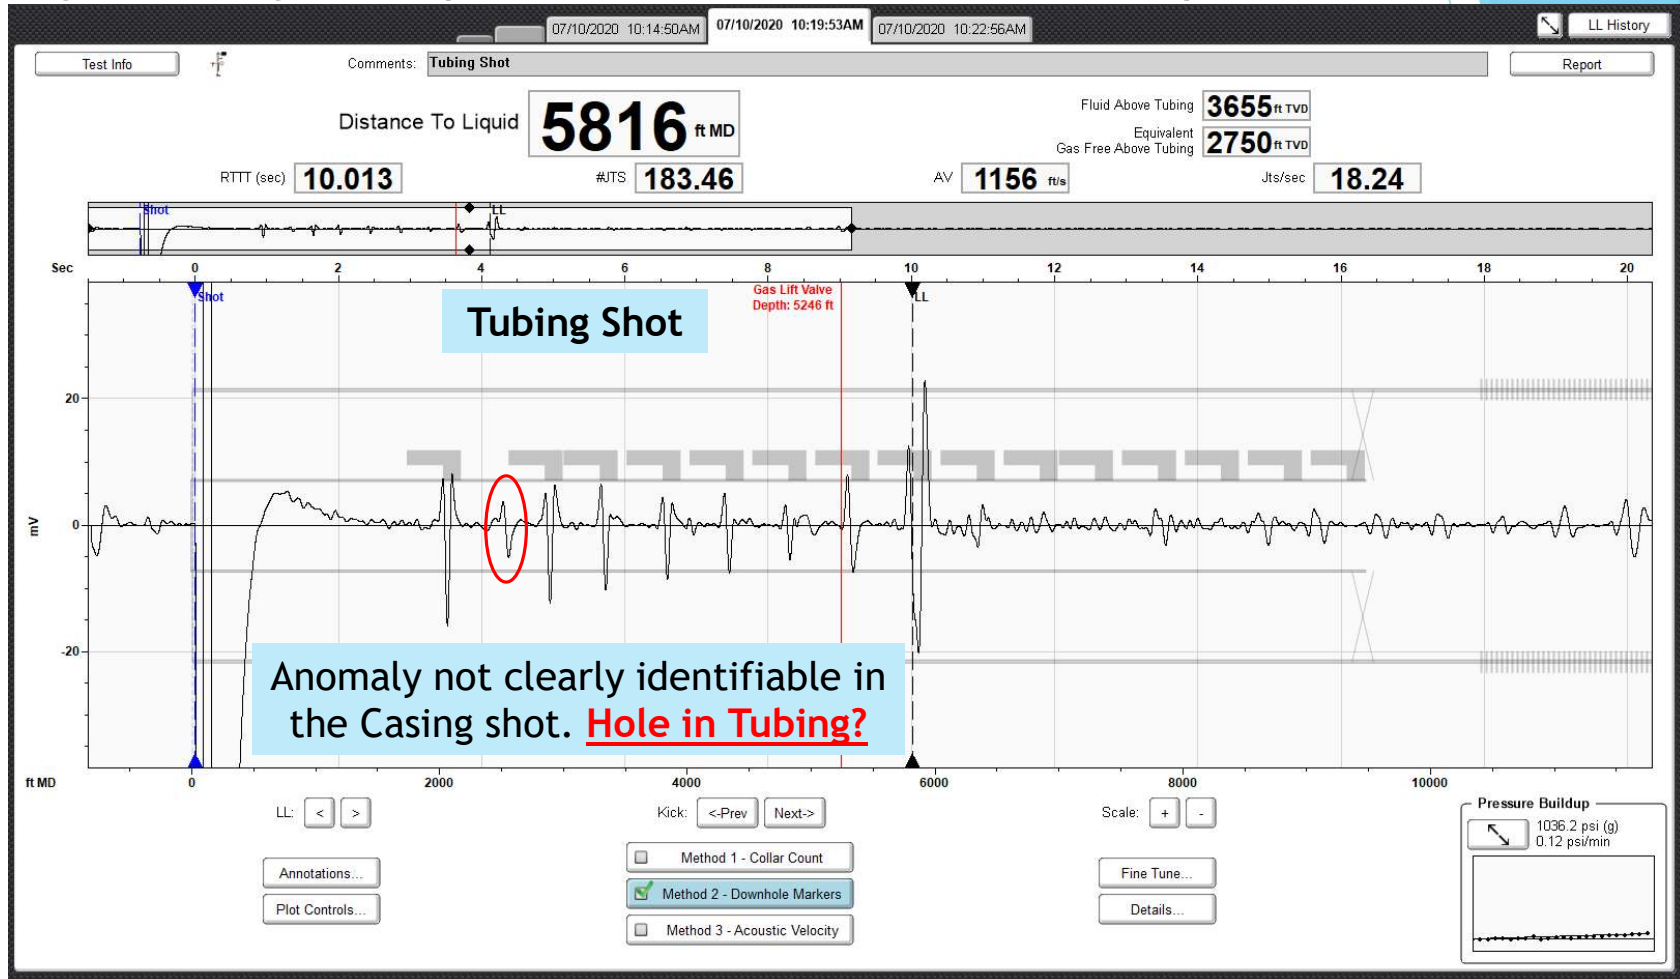 07/10/2020 10:14:50AM
07/10/2020 10:19:53AM
07/10/2020 10:22:56AM
LL History
Test Info
Comments: Tubing Shot
Report
Distance To Liquid 5816 ft MD
Fluid Above Tubing 3655 ft TVD
Equivalent
Gas Free Above Tubing 2750 ft TVD
RTTT (sec) 10.013
#JTS 183.46
AV 1156 ft/s
Jts/sec 18.24
Shot
LL
Sec 0 2 4 6 8 10 12 14 16 18 20
Shot
Gas Lift Valve
Depth: 5246 ft
LL
Tubing Shot
20
mV
0
-20
Anomaly not clearly identifiable in
the Casing shot. Hole in Tubing?
ft MD 0 2000 4000 6000 8000 10000
LL: < >
Kick: <-Prev Next->
Scale: + -
Pressure Buildup
1036.2 psi (g)
0.12 psi/min
Method 1 - Collar Count
Annotations...
Fine Tune...
Method 2 - Downhole Markers
Plot Controls...
Details...
Method 3 - Acoustic Velocity